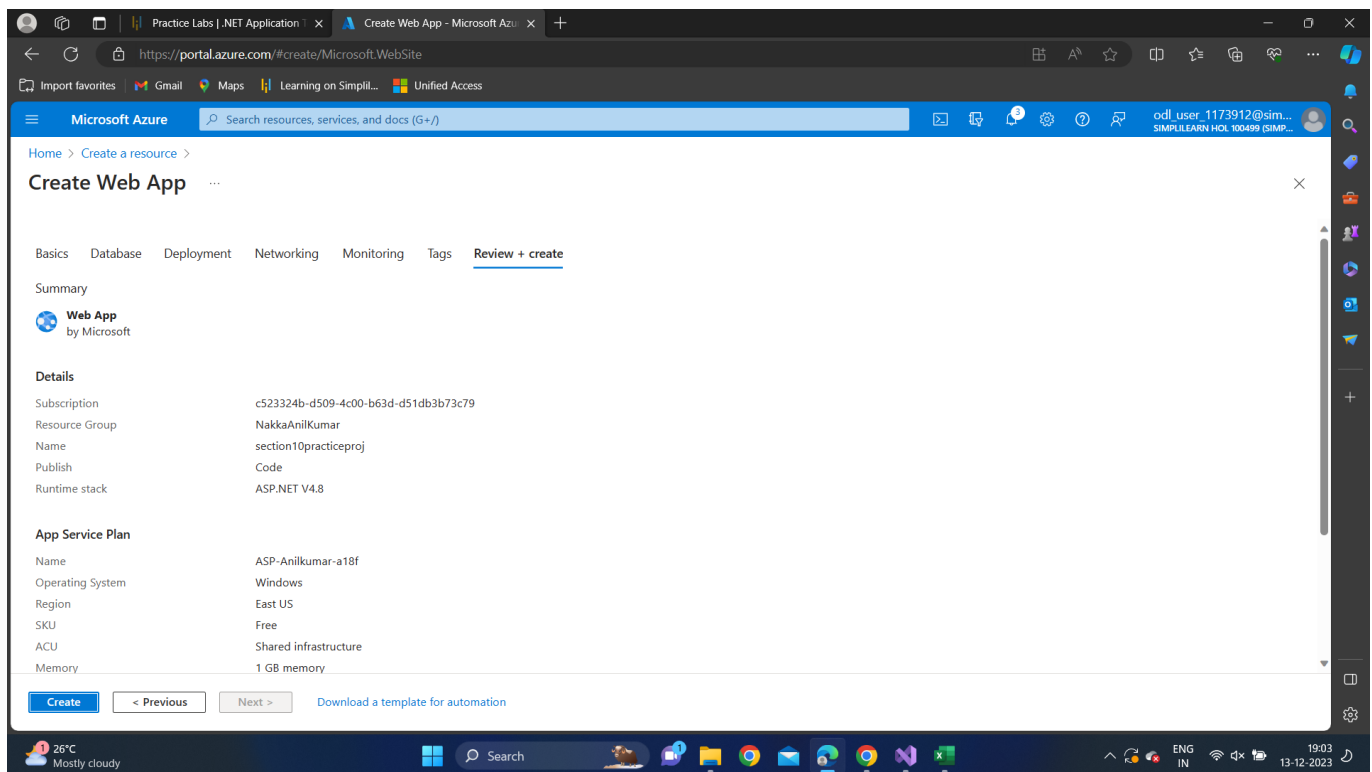 Practice Labs | .NET Application T
Create Web App - Microsoft Azu
https://portal.azure.com/#create/Microsoft.WebSite
Import favorites
Gmail
Maps
Learning on Simplil...
Unified Access
Microsoft Azure
Search resources, services, and docs (G+/)
3
odl_user_1173912@sim...
SIMPLILEARN HOL 100499 (SIMP...
Home > Create a resource >
Create Web App ...
Basics Database Deployment Networking Monitoring Tags Review + create
Summary
Web App
by Microsoft
Details
Subscription c523324b-d509-4c00-b63d-d51db3b73c79
Resource Group NakkaAnilKumar
Name section10practiceproj
Publish Code
Runtime stack ASP.NET V4.8
App Service Plan
Name ASP-Anilkumar-a18f
Operating System Windows
Region East US
SKU Free
ACU Shared infrastructure
Memory 1 GB memory
Create < Previous Next > Download a template for automation
1
26°C
Mostly cloudy
Search
ENG
IN
19:03
13-12-2023